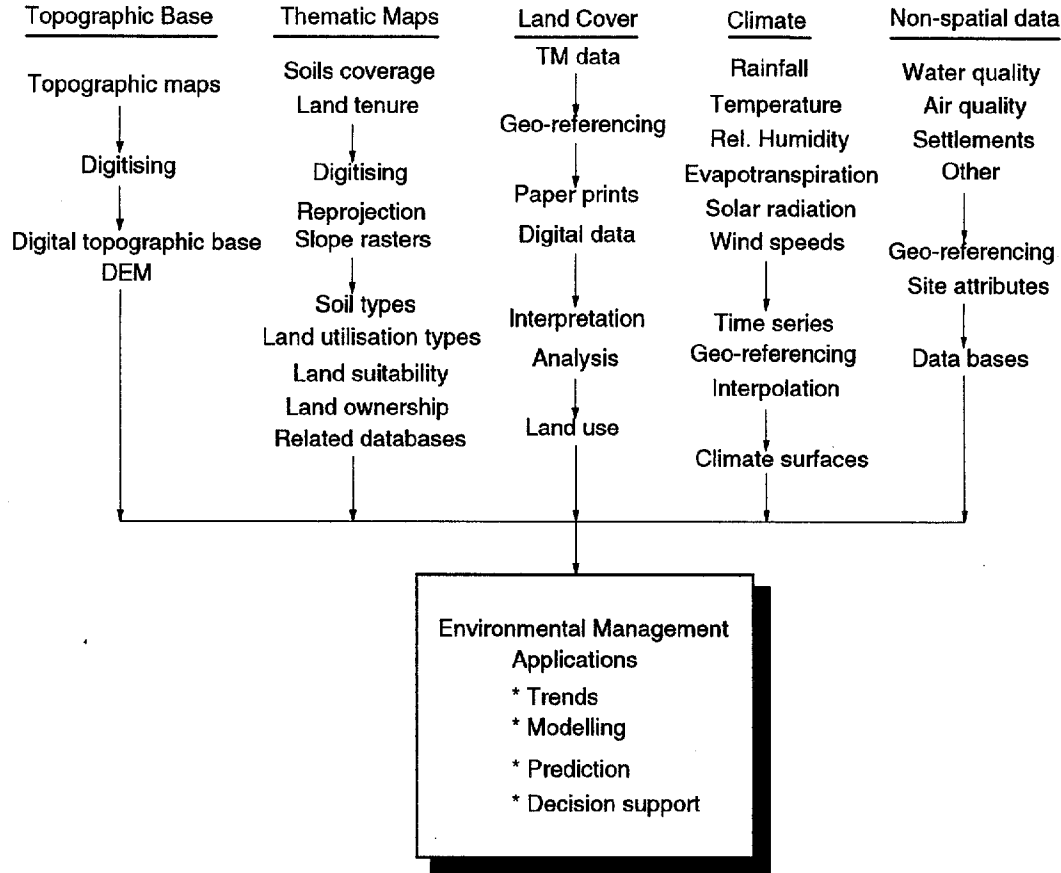 Topographic Base
Topographic maps
Digitising
Digital topographic base
DEM
Thematic Maps
Soils coverage
Land tenure
Digitising
Reprojection
Slope rasters
Soil types
Land utilisation types
Land suitability
Land ownership
Related databases
Land Cover
TM data
Geo-referencing
Paper prints
Digital data
Interpretation
Analysis
Land use
Climate
Rainfall
Temperature
Rel. Humidity
Evapotranspiration
Solar radiation
Wind speeds
Time series
Geo-referencing
Interpolation
Climate surfaces
Non-spatial data
Water quality
Air quality
Settlements
Other
Geo-referencing
Site attributes
Data bases
Environmental Management
Applications
* Trends
* Modelling
* Prediction
* Decision support